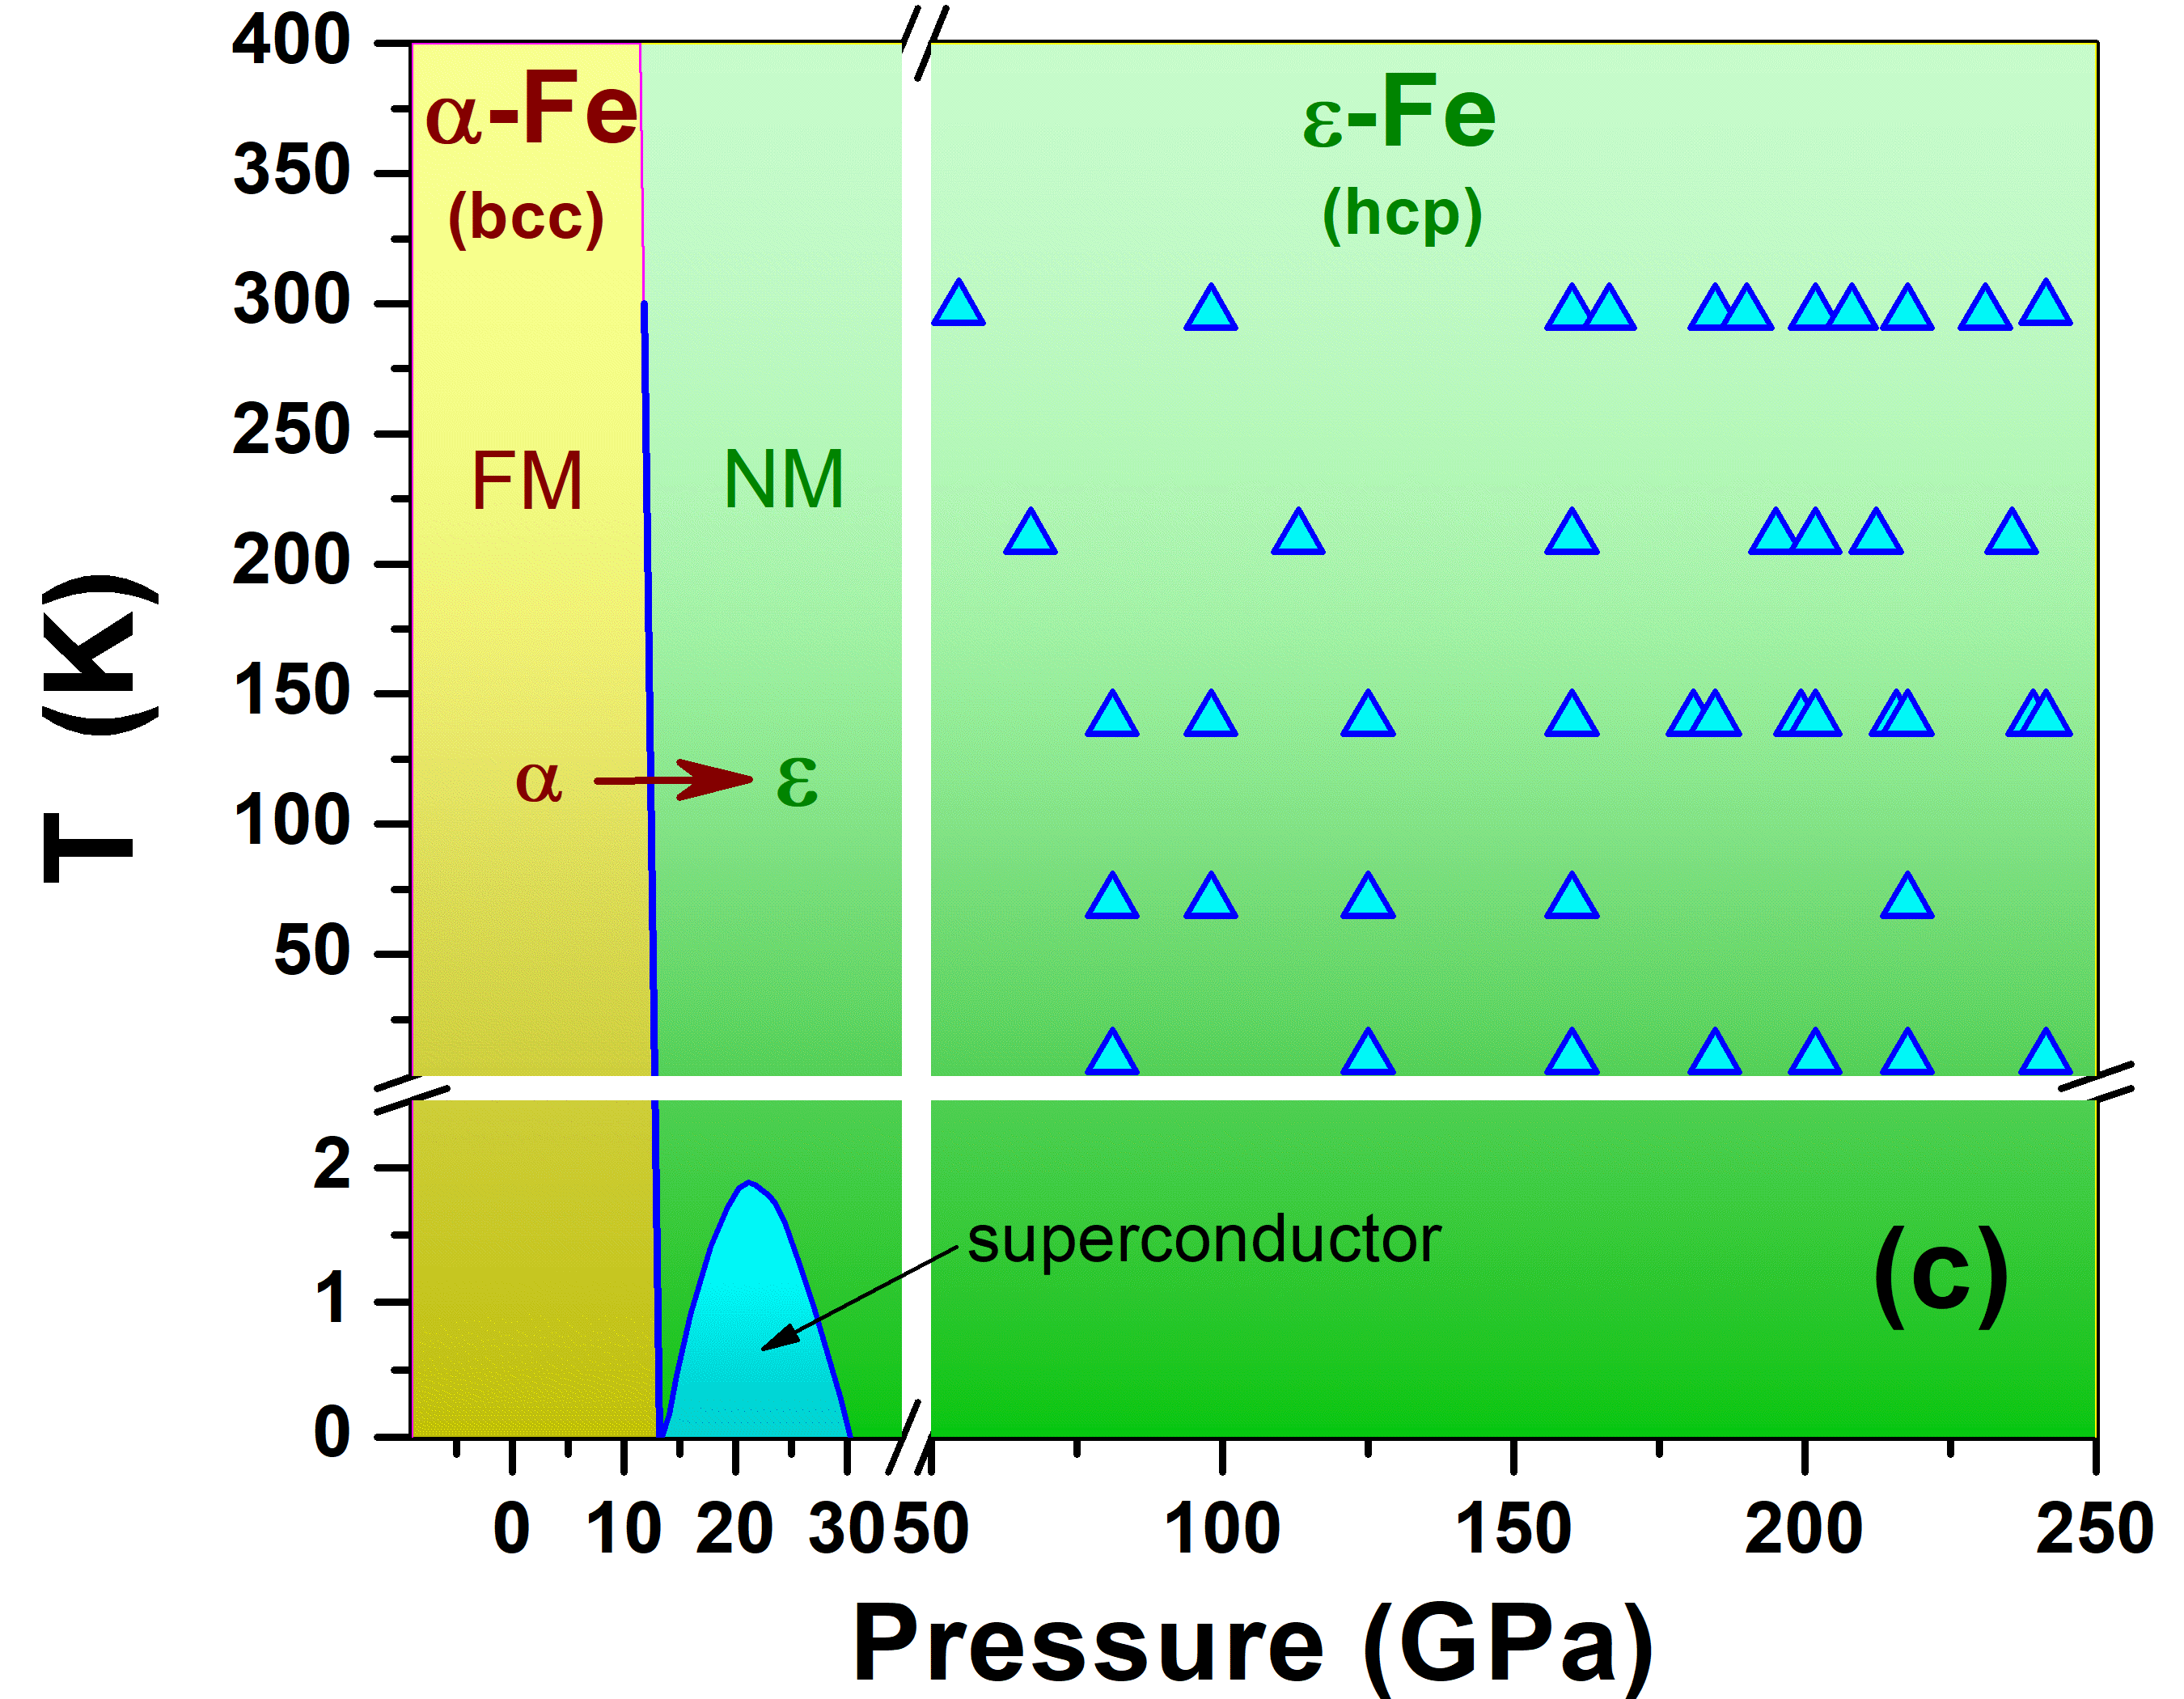 400
350
300
250
200
150
100
50
2
1
0
T (K)
α-Fe
(bcc)
ε-Fe
(hcp)
FM
NM
α
ε
superconductor
(c)
0 10 20 30 50 100 150 200 250
Pressure (GPa)